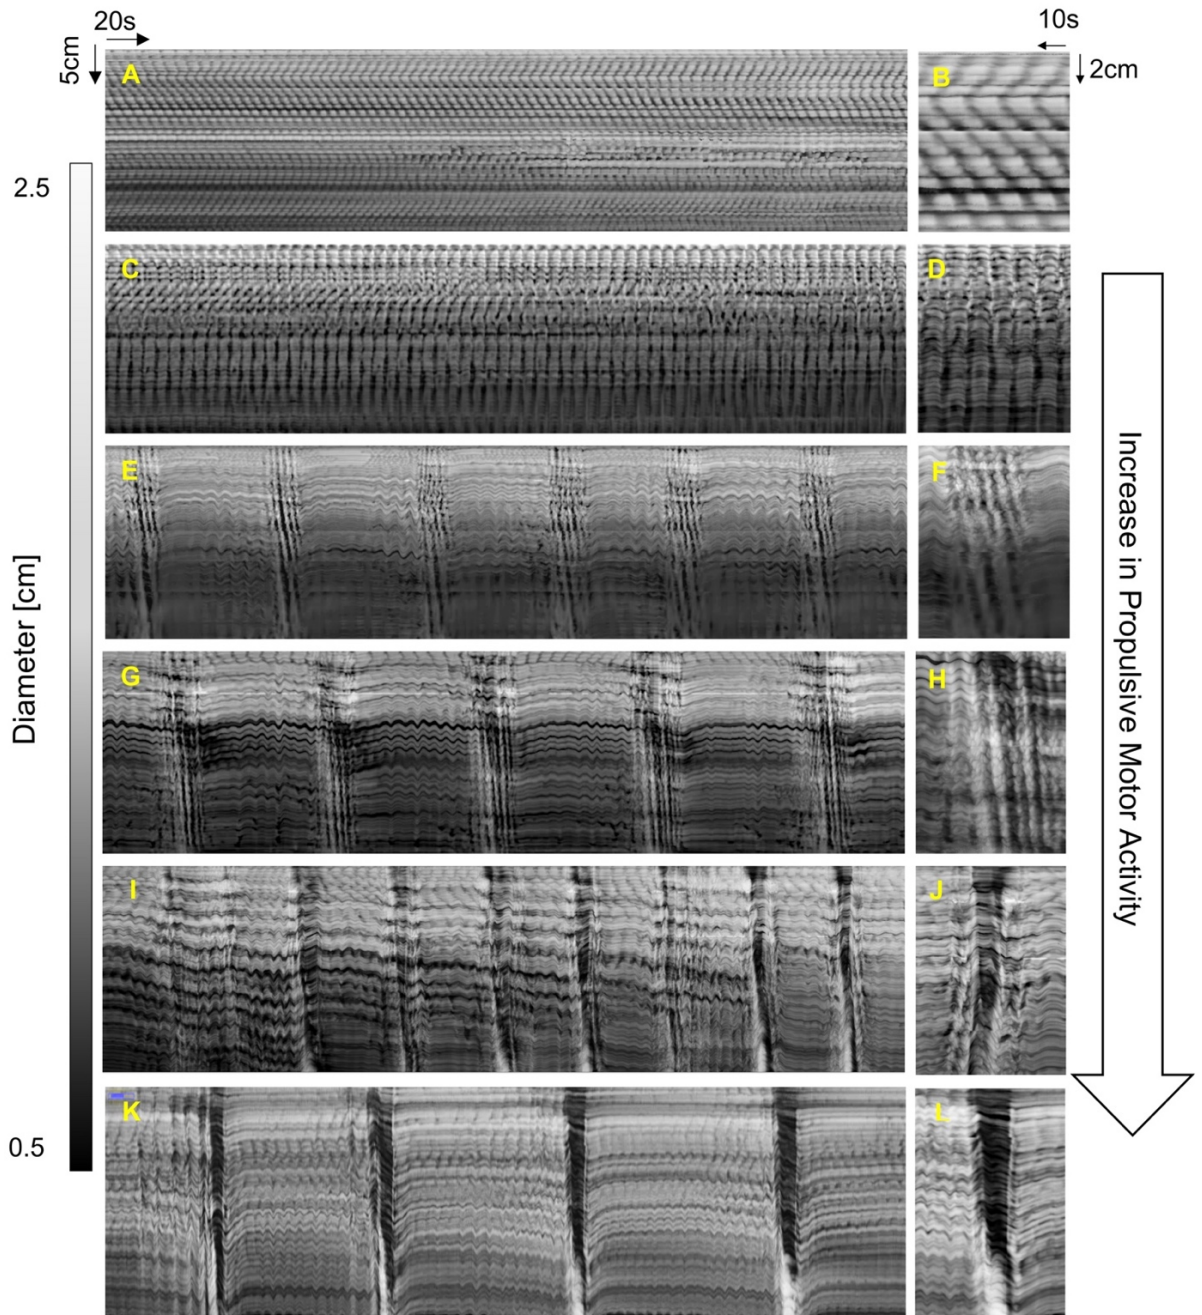 20s
10s
5cm
2cm
A
B
2.5
C
D
E
F
Increase in Propulsive Motor Activity
Diameter [cm]
G
H
I
J
K
L
0.5